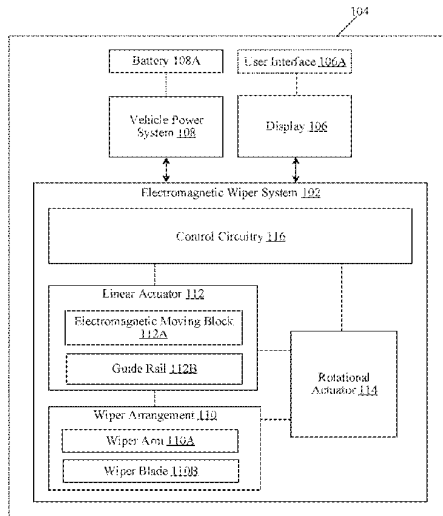 104
Battery 108A
User Interface 106A
Vehicle Power
System 108
Display 106
Electromagnetic Wiper System 102
Control Circuitry 116
Linear Actuator 112
Electromagnetic Moving Block
112A
Guide Rail 112B
Rotational
Actuator 114
Wiper Arrangement 110
Wiper Arm 110A
Wiper Blade 110B